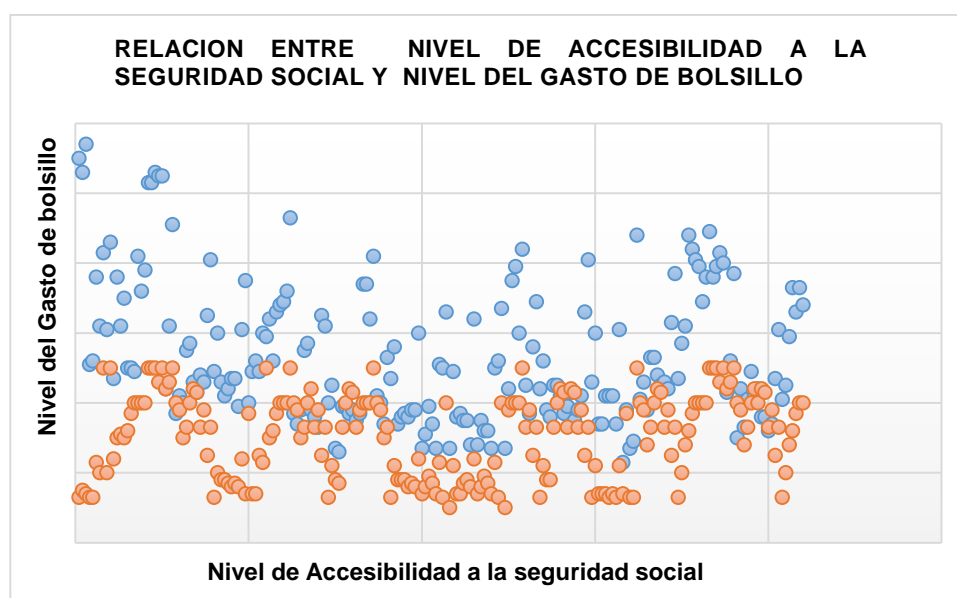 RELACION ENTRE NIVEL DE ACCESIBILIDAD A LA
SEGURIDAD SOCIAL Y NIVEL DEL GASTO DE BOLSILLO
Nivel del Gasto de bolsillo
Nivel de Accesibilidad a la seguridad social